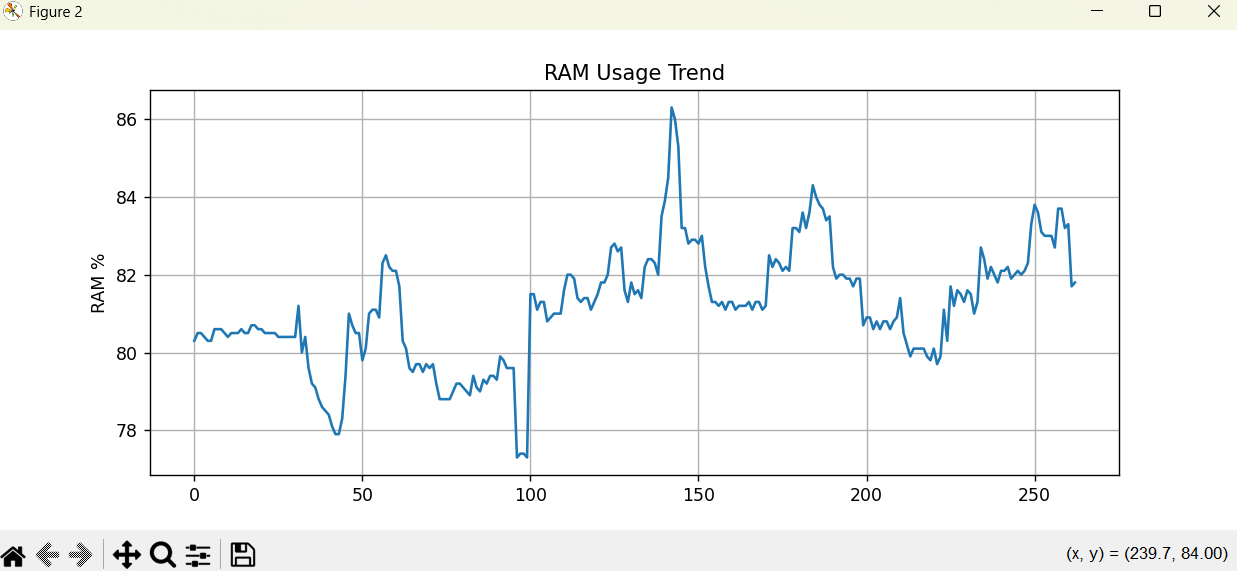 Figure 2
RAM Usage Trend
86
84
82
80
78
RAM %
0 50 100 150 200 250
(x, y) = (239.7, 84.00)